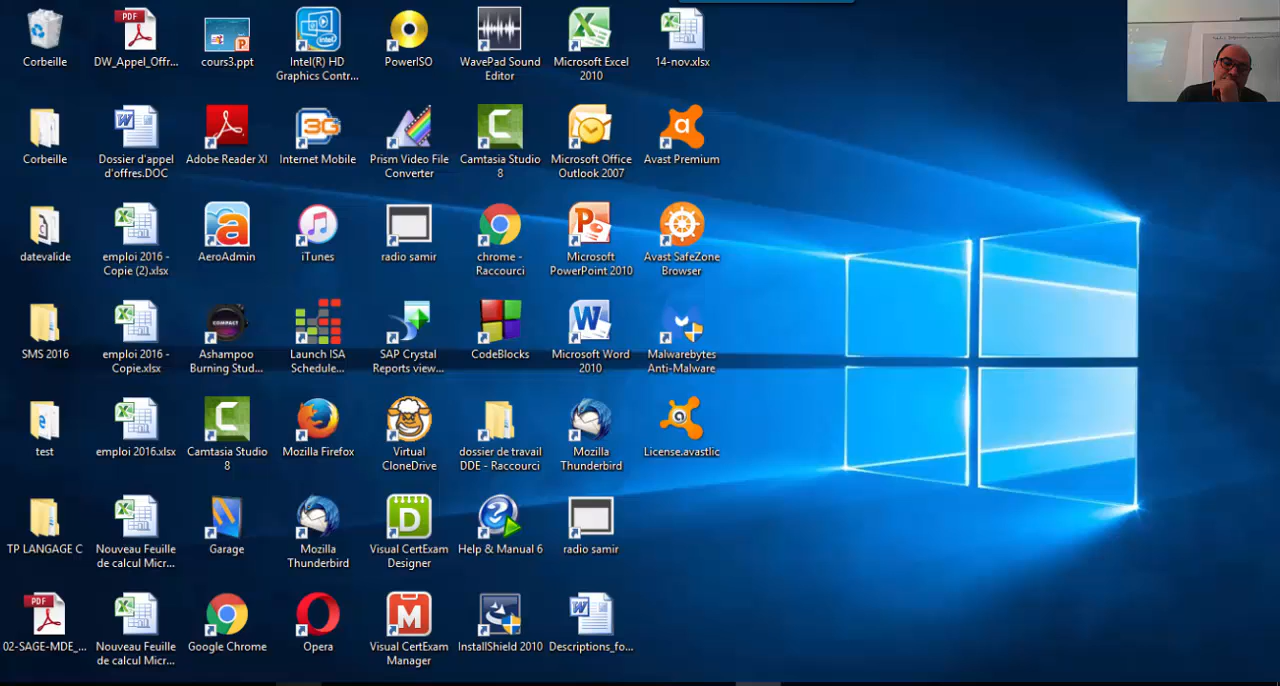 Corbeille
DW_Appel_Offr...
cours3.ppt
Intel(R) HD
Graphics Contr...
PowerISO
WavePad Sound
Editor
Microsoft Excel
2010
14-nov.xlsx
Corbeille
Dossier d'appel
d'offres.DOC
Adobe Reader XI
Internet Mobile
Prism Video File
Converter
Camtasia Studio
8
Microsoft Office
Outlook 2007
Avast Premium
datevalide
emploi 2016 -
Copie (2).xlsx
AeroAdmin
iTunes
radio samir
chrome -
Raccourci
Microsoft
PowerPoint 2010
Avast SafeZone
Browser
SMS 2016
emploi 2016 -
Copie.xlsx
Ashampoo
Burning Stud...
Launch ISA
Schedule...
SAP Crystal
Reports view...
CodeBlocks
Microsoft Word
2010
Malwarebytes
Anti-Malware
test
emploi 2016.xlsx
Camtasia Studio
8
Mozilla Firefox
Virtual
CloneDrive
dossier de travail
DDE - Raccourci
Mozilla
Thunderbird
License.avastlic
TP LANGAGE C
Nouveau Feuille
de calcul Micr...
Garage
Mozilla
Thunderbird
Visual CertExam
Designer
Help & Manual 6
radio samir
02-SAGE-MDE_...
Nouveau Feuille
de calcul Micr...
Google Chrome
Opera
Visual CertExam
Manager
InstallShield 2010
Descriptions_fo...